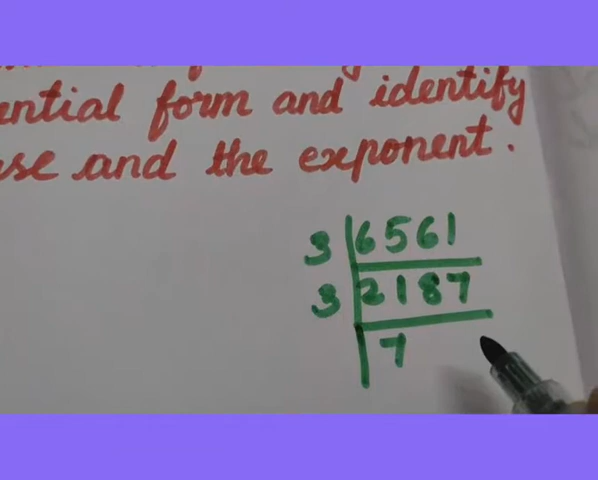 ential form and identify
se and the exponent.
3 6561
3 2187
7